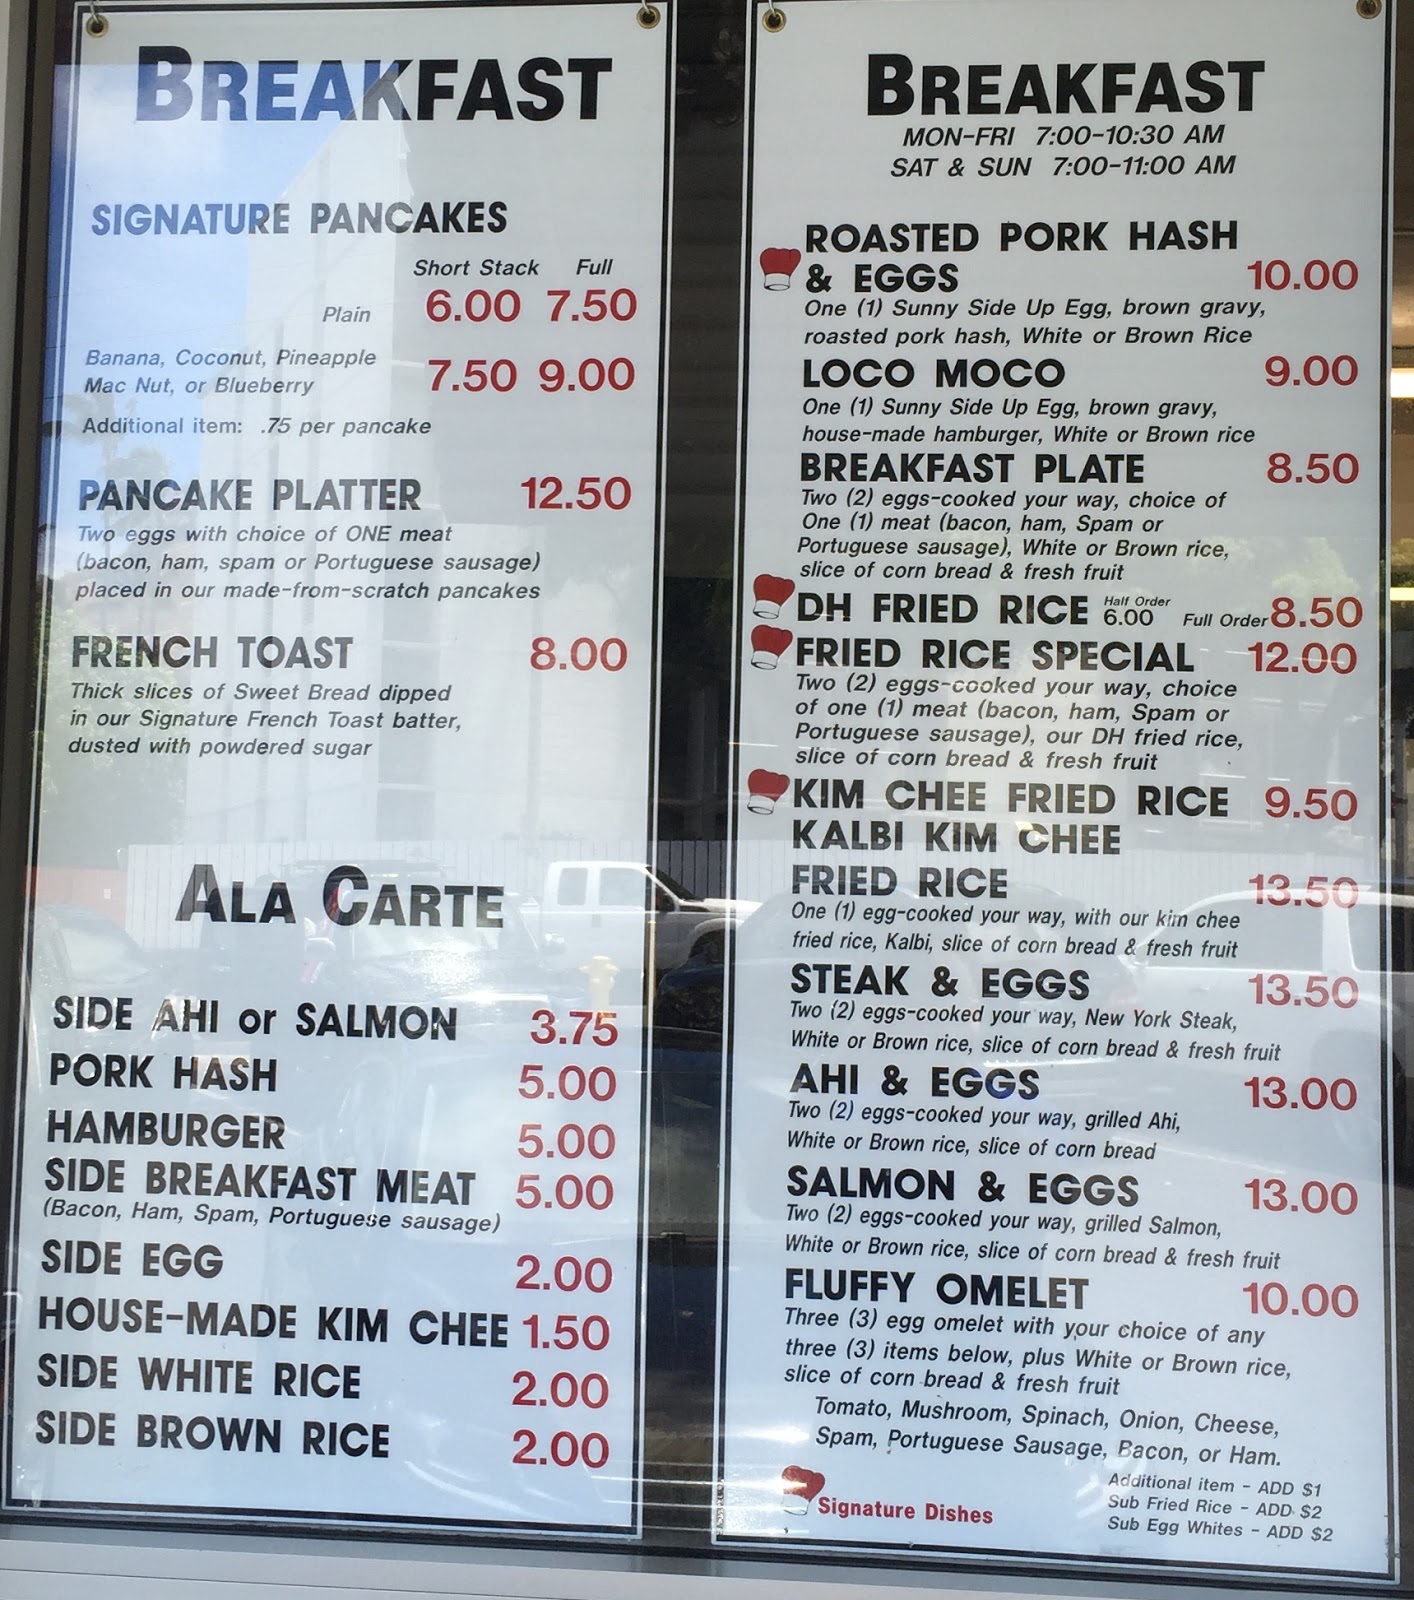 BREAKFAST
SIGNATURE PANCAKES
Short Stack Full
Plain 6.00 7.50
Banana, Coconut, Pineapple
Mac Nut, or Blueberry 7.50 9.00
Additional item: .75 per pancake
PANCAKE PLATTER 12.50
Two eggs with choice of ONE meat
(bacon, ham, spam or Portuguese sausage)
placed in our made-from-scratch pancakes
FRENCH TOAST 8.00
Thick slices of Sweet Bread dipped
in our Signature French Toast batter,
dusted with powdered sugar
ALA CARTE
SIDE AHI or SALMON 3.75
PORK HASH 5.00
HAMBURGER 5.00
SIDE BREAKFAST MEAT 5.00
(Bacon, Ham, Spam, Portuguese sausage)
SIDE EGG 2.00
HOUSE-MADE KIM CHEE 1.50
SIDE WHITE RICE 2.00
SIDE BROWN RICE 2.00
BREAKFAST
MON-FRI 7:00-10:30 AM
SAT & SUN 7:00-11:00 AM
ROASTED PORK HASH
& EGGS 10.00
One (1) Sunny Side Up Egg, brown gravy,
roasted pork hash, White or Brown Rice
LOCO MOCO 9.00
One (1) Sunny Side Up Egg, brown gravy,
house-made hamburger, White or Brown rice
BREAKFAST PLATE 8.50
Two (2) eggs-cooked your way, choice of
One (1) meat (bacon, ham, Spam or
Portuguese sausage), White or Brown rice,
slice of corn bread & fresh fruit
DH FRIED RICE Half Order 6.00 Full Order 8.50
FRIED RICE SPECIAL 12.00
Two (2) eggs-cooked your way, choice
of one (1) meat (bacon, ham, Spam or
Portuguese sausage), our DH fried rice,
slice of corn bread & fresh fruit
KIM CHEE FRIED RICE 9.50
KALBI KIM CHEE
FRIED RICE 13.50
One (1) egg-cooked your way, with our kim chee
fried rice, Kalbi, slice of corn bread & fresh fruit
STEAK & EGGS 13.50
Two (2) eggs-cooked your way, New York Steak,
White or Brown rice, slice of corn bread & fresh fruit
AHI & EGGS 13.00
Two (2) eggs-cooked your way, grilled Ahi,
White or Brown rice, slice of corn bread
SALMON & EGGS 13.00
Two (2) eggs-cooked your way, grilled Salmon,
White or Brown rice, slice of corn bread & fresh fruit
FLUFFY OMELET 10.00
Three (3) egg omelet with your choice of any
three (3) items below, plus White or Brown rice,
slice of corn bread & fresh fruit
Tomato, Mushroom, Spinach, Onion, Cheese,
Spam, Portuguese Sausage, Bacon, or Ham.
Signature Dishes
Additional item - ADD $1
Sub Fried Rice - ADD $2
Sub Egg Whites - ADD $2